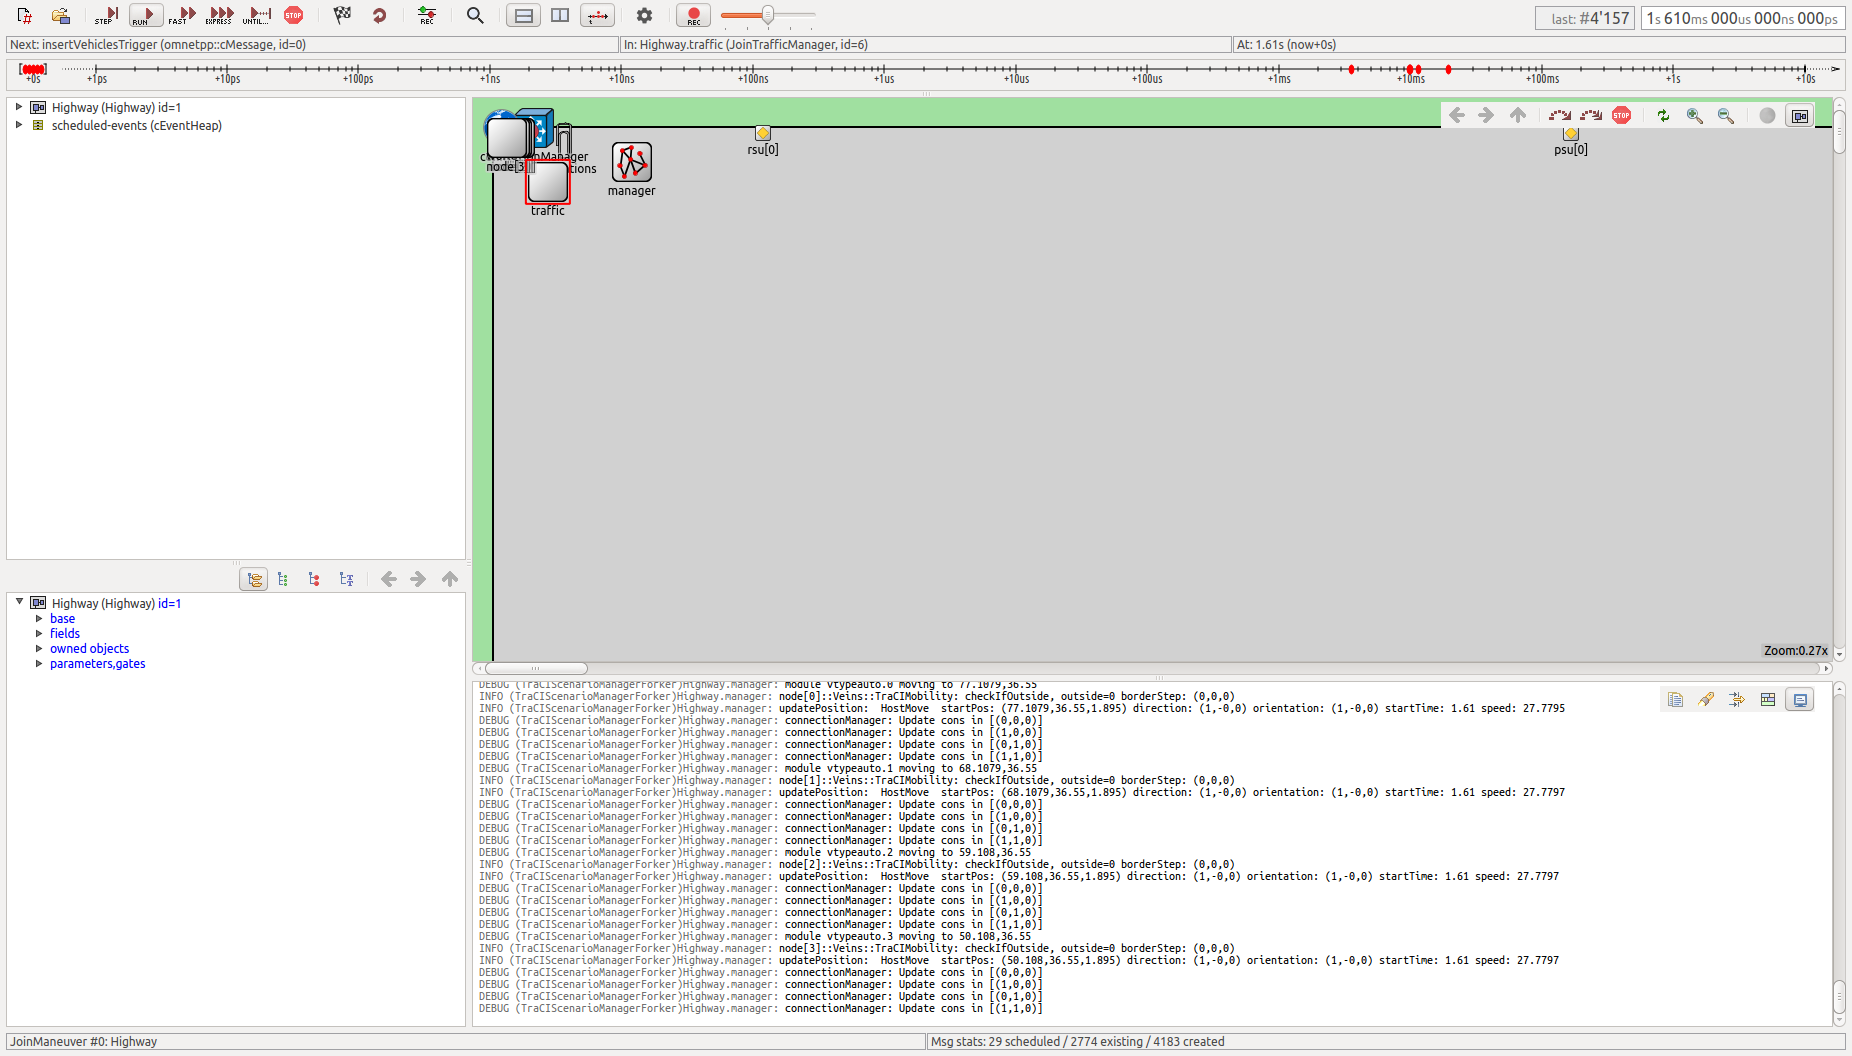 STEP RUN FAST EXPRESS UNTIL... STOP REC REC
last: #4'157 1s 610ms 000us 000ns 000ps
Next: insertVehiclesTrigger (omnetpp::cMessage, id=0) In: Highway.traffic (JoinTrafficManager, id=6) At: 1.61s (now+0s)
+0s +1ps +10ps +100ps +1ns +10ns +100ns +1us +10us +100us +1ms +10ms +100ms +1s +10s
Highway (Highway) id=1
scheduled-events (cEventHeap)
STOP
nManager
node[3]
tions
traffic
manager
rsu[0]
psu[0]
Zoom:0.27x
Highway (Highway) id=1
base
fields
owned objects
parameters,gates
DEBUG (TraCIScenarioManagerForker)Highway.manager: module vtypeauto.0 moving to 77.1079,36.55
INFO (TraCIScenarioManagerForker)Highway.manager: node[0]::Veins::TraCIMobility: checkIfOutside, outside=0 borderStep: (0,0,0)
INFO (TraCIScenarioManagerForker)Highway.manager: updatePosition:  HostMove  startPos: (77.1079,36.55,1.895) direction: (1,-0,0) orientation: (1,-0,0) startTime: 1.61 speed: 27.7795
DEBUG (TraCIScenarioManagerForker)Highway.manager: connectionManager: Update cons in [(0,0,0)]
DEBUG (TraCIScenarioManagerForker)Highway.manager: connectionManager: Update cons in [(1,0,0)]
DEBUG (TraCIScenarioManagerForker)Highway.manager: connectionManager: Update cons in [(0,1,0)]
DEBUG (TraCIScenarioManagerForker)Highway.manager: connectionManager: Update cons in [(1,1,0)]
DEBUG (TraCIScenarioManagerForker)Highway.manager: module vtypeauto.1 moving to 68.1079,36.55
INFO (TraCIScenarioManagerForker)Highway.manager: node[1]::Veins::TraCIMobility: checkIfOutside, outside=0 borderStep: (0,0,0)
INFO (TraCIScenarioManagerForker)Highway.manager: updatePosition:  HostMove  startPos: (68.1079,36.55,1.895) direction: (1,-0,0) orientation: (1,-0,0) startTime: 1.61 speed: 27.7797
DEBUG (TraCIScenarioManagerForker)Highway.manager: connectionManager: Update cons in [(0,0,0)]
DEBUG (TraCIScenarioManagerForker)Highway.manager: connectionManager: Update cons in [(1,0,0)]
DEBUG (TraCIScenarioManagerForker)Highway.manager: connectionManager: Update cons in [(0,1,0)]
DEBUG (TraCIScenarioManagerForker)Highway.manager: connectionManager: Update cons in [(1,1,0)]
DEBUG (TraCIScenarioManagerForker)Highway.manager: module vtypeauto.2 moving to 59.108,36.55
INFO (TraCIScenarioManagerForker)Highway.manager: node[2]::Veins::TraCIMobility: checkIfOutside, outside=0 borderStep: (0,0,0)
INFO (TraCIScenarioManagerForker)Highway.manager: updatePosition:  HostMove  startPos: (59.108,36.55,1.895) direction: (1,-0,0) orientation: (1,-0,0) startTime: 1.61 speed: 27.7797
DEBUG (TraCIScenarioManagerForker)Highway.manager: connectionManager: Update cons in [(0,0,0)]
DEBUG (TraCIScenarioManagerForker)Highway.manager: connectionManager: Update cons in [(1,0,0)]
DEBUG (TraCIScenarioManagerForker)Highway.manager: connectionManager: Update cons in [(0,1,0)]
DEBUG (TraCIScenarioManagerForker)Highway.manager: connectionManager: Update cons in [(1,1,0)]
DEBUG (TraCIScenarioManagerForker)Highway.manager: module vtypeauto.3 moving to 50.108,36.55
INFO (TraCIScenarioManagerForker)Highway.manager: node[3]::Veins::TraCIMobility: checkIfOutside, outside=0 borderStep: (0,0,0)
INFO (TraCIScenarioManagerForker)Highway.manager: updatePosition:  HostMove  startPos: (50.108,36.55,1.895) direction: (1,-0,0) orientation: (1,-0,0) startTime: 1.61 speed: 27.7797
DEBUG (TraCIScenarioManagerForker)Highway.manager: connectionManager: Update cons in [(0,0,0)]
DEBUG (TraCIScenarioManagerForker)Highway.manager: connectionManager: Update cons in [(1,0,0)]
DEBUG (TraCIScenarioManagerForker)Highway.manager: connectionManager: Update cons in [(0,1,0)]
DEBUG (TraCIScenarioManagerForker)Highway.manager: connectionManager: Update cons in [(1,1,0)]
JoinManeuver #0: Highway Msg stats: 29 scheduled / 2774 existing / 4183 created